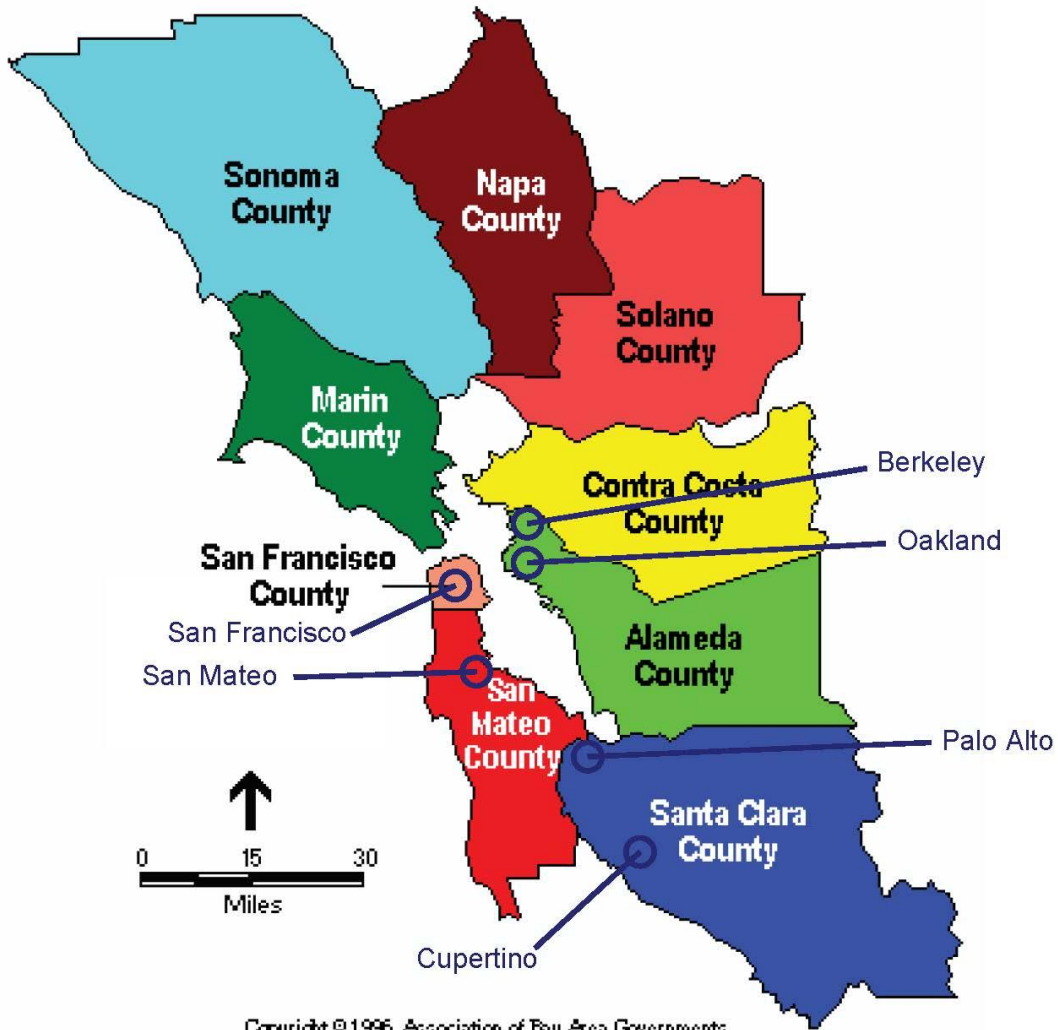 Sonoma
County
Napa
County
Solano
County
Marin
County
Contra Costa
County
Berkeley
Oakland
San Francisco
County
San Francisco
San Mateo
Alameda
County
San
Mateo
County
Palo Alto
Santa Clara
County
0 15 30
Miles
Cupertino
Copyright © 1996 Association of Bay Area Governments